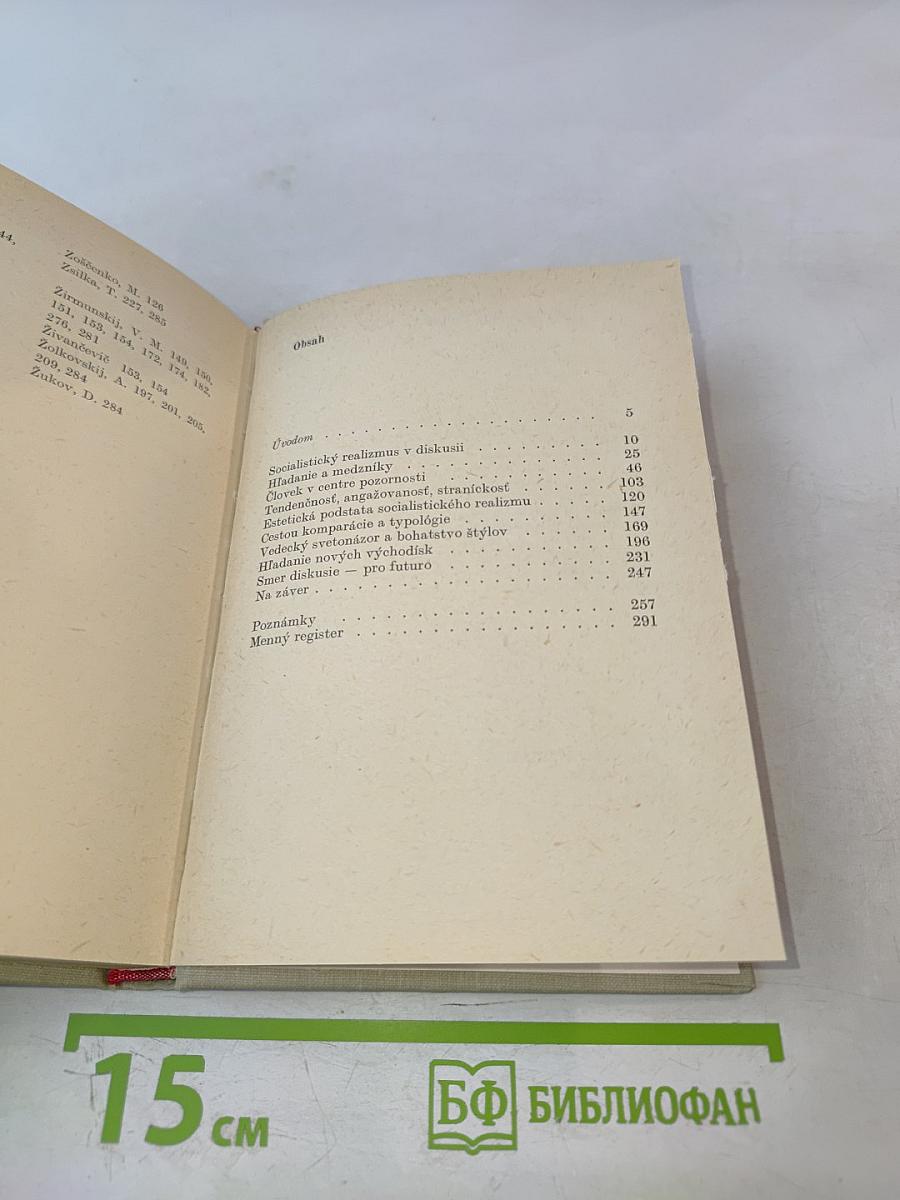 44,
Zoščenko, M. 126
Zsilka, T. 227, 285
Žirmunskij, V. M. 149, 150,
151, 153, 154, 172, 174, 182,
276, 281
Živančevič 153, 154
Žolkovskij, A. 197, 201, 205,
209, 284
Žukov, D. 284
Obsah
Úvodom . . . . . . . . . . . . . . . . . . 5
Socialistický realizmus v diskusii . . . . . . . . 10
Hľadanie a medzníky . . . . . . . . . . . . 25
Človek v centre pozornosti . . . . . . . . . . 46
Tendenčnosť, angažovanosť, straníckosť . . . . . . 103
Estetická podstata socialistického realizmu . . . . . 120
Cestou komparácie a typológie . . . . . . . . . 147
Vedecký svetonázor a bohatstvo štýlov . . . . . . 169
Hľadanie nových východísk . . . . . . . . . . 196
Smer diskusie — pro futuro . . . . . . . . . . 231
Na záver . . . . . . . . . . . . . . . . . 247
Poznámky . . . . . . . . . . . . . . . . . 257
Menný register . . . . . . . . . . . . . . . 291
15 см
БФ БИБЛИОФАН